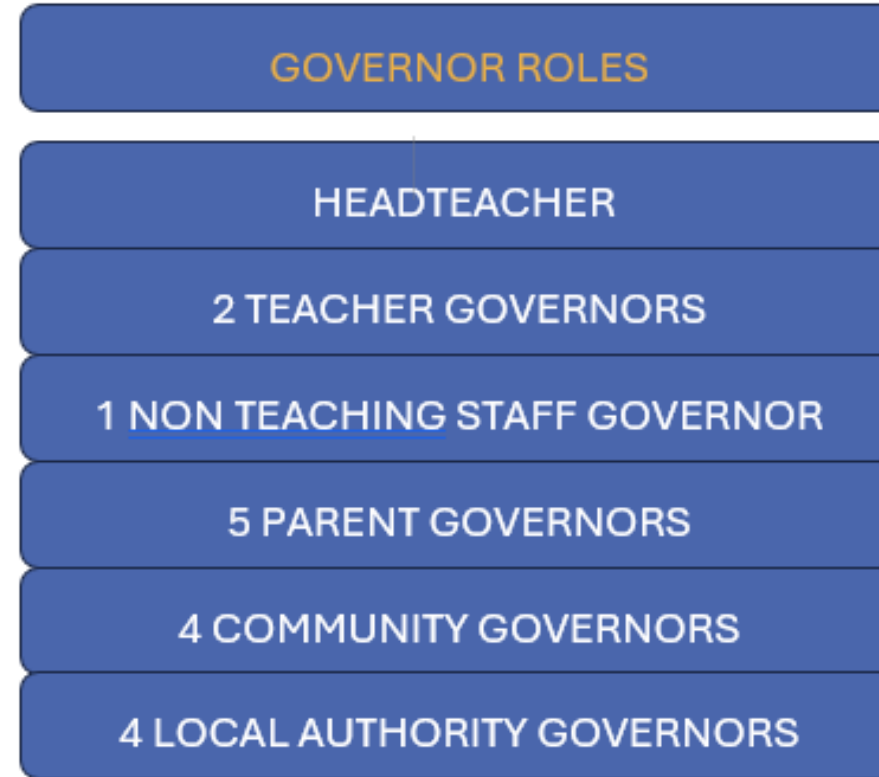 GOVERNOR ROLES
HEADTEACHER
2 TEACHER GOVERNORS
1 NON TEACHING STAFF GOVERNOR
5 PARENT GOVERNORS
4 COMMUNITY GOVERNORS
4 LOCAL AUTHORITY GOVERNORS